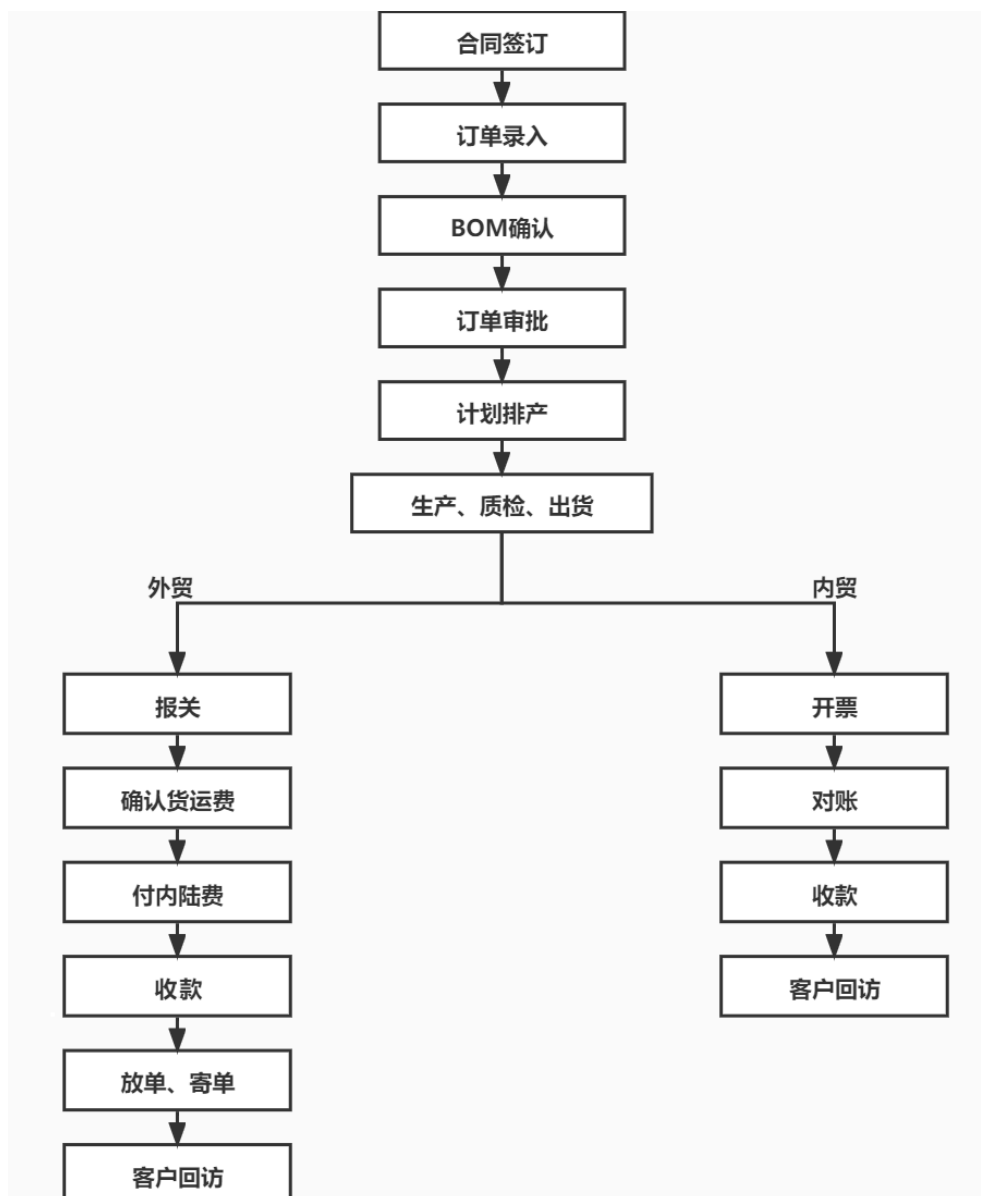 合同签订
订单录入
BOM确认
订单审批
计划排产
生产、质检、出货
外贸
内贸
报关
开票
确认货运费
对账
付内陆费
收款
收款
客户回访
放单、寄单
客户回访